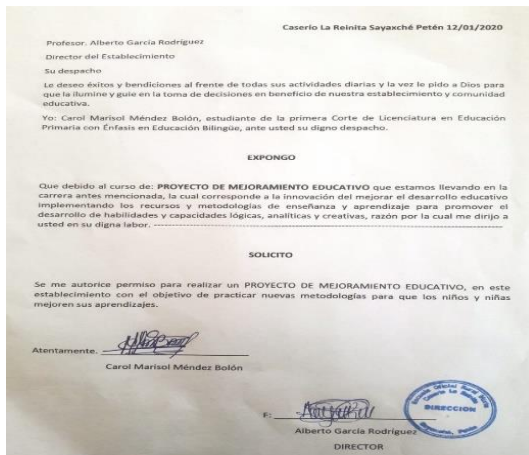 Caserío La Reinita Sayaxché Petén 12/01/2020
Profesor. Alberto García Rodríguez
Director del Establecimiento
Su despacho
Le deseo éxitos y bendiciones al frente de todas sus actividades diarias y la vez le pido a Dios para
que la ilumine y guíe en la toma de decisiones en beneficio de nuestra establecimiento y comunidad
educativa.
Yo: Carol Marisol Méndez Bolón, estudiante de la primera Corte de Licenciatura en Educación
Primaria con Énfasis en Educación Bilingüe, ante usted su digno despacho.
EXPONGO
Que debido al curso de: PROYECTO DE MEJORAMIENTO EDUCATIVO que estamos llevando en la
carrera antes mencionada, la cual corresponde a la innovación del mejorar el desarrollo educativo
implementando los recursos y metodologías de enseñanza y aprendizaje para promover el
desarrollo de habilidades y capacidades lógicas, analíticas y creativas, razón por la cual me dirijo a
usted en su digna labor. ------------------------------------------------------------
SOLICITO
Se me autorice permiso para realizar un PROYECTO DE MEJORAMIENTO EDUCATIVO, en este
establecimiento con el objetivo de practicar nuevas metodologías para que los niños y niñas
mejoren sus aprendizajes.
Atentamente.
Carol Marisol Méndez Bolón
F:
Alberto García Rodríguez
DIRECTOR
Oficial Rural
DIRECCION